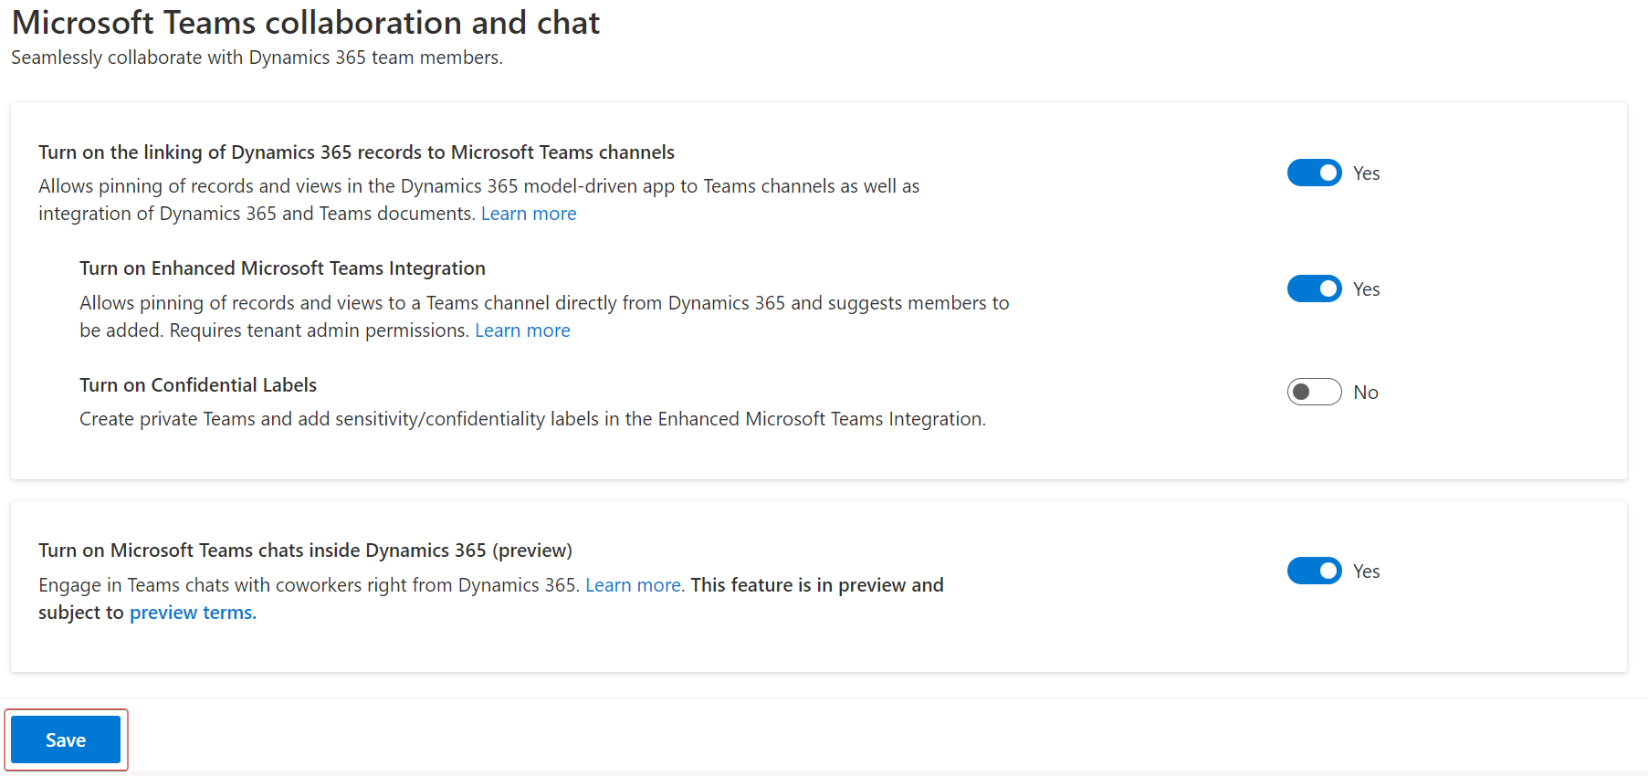 Microsoft Teams collaboration and chat
Seamlessly collaborate with Dynamics 365 team members.
Turn on the linking of Dynamics 365 records to Microsoft Teams channels
Yes
Allows pinning of records and views in the Dynamics 365 model-driven app to Teams channels as well as
integration of Dynamics 365 and Teams documents. Learn more
Turn on Enhanced Microsoft Teams Integration
Yes
Allows pinning of records and views to a Teams channel directly from Dynamics 365 and suggests members to
be added. Requires tenant admin permissions. Learn more
Turn on Confidential Labels
No
Create private Teams and add sensitivity/confidentiality labels in the Enhanced Microsoft Teams Integration.
Turn on Microsoft Teams chats inside Dynamics 365 (preview)
Yes
Engage in Teams chats with coworkers right from Dynamics 365. Learn more. This feature is in preview and
subject to preview terms.
Save